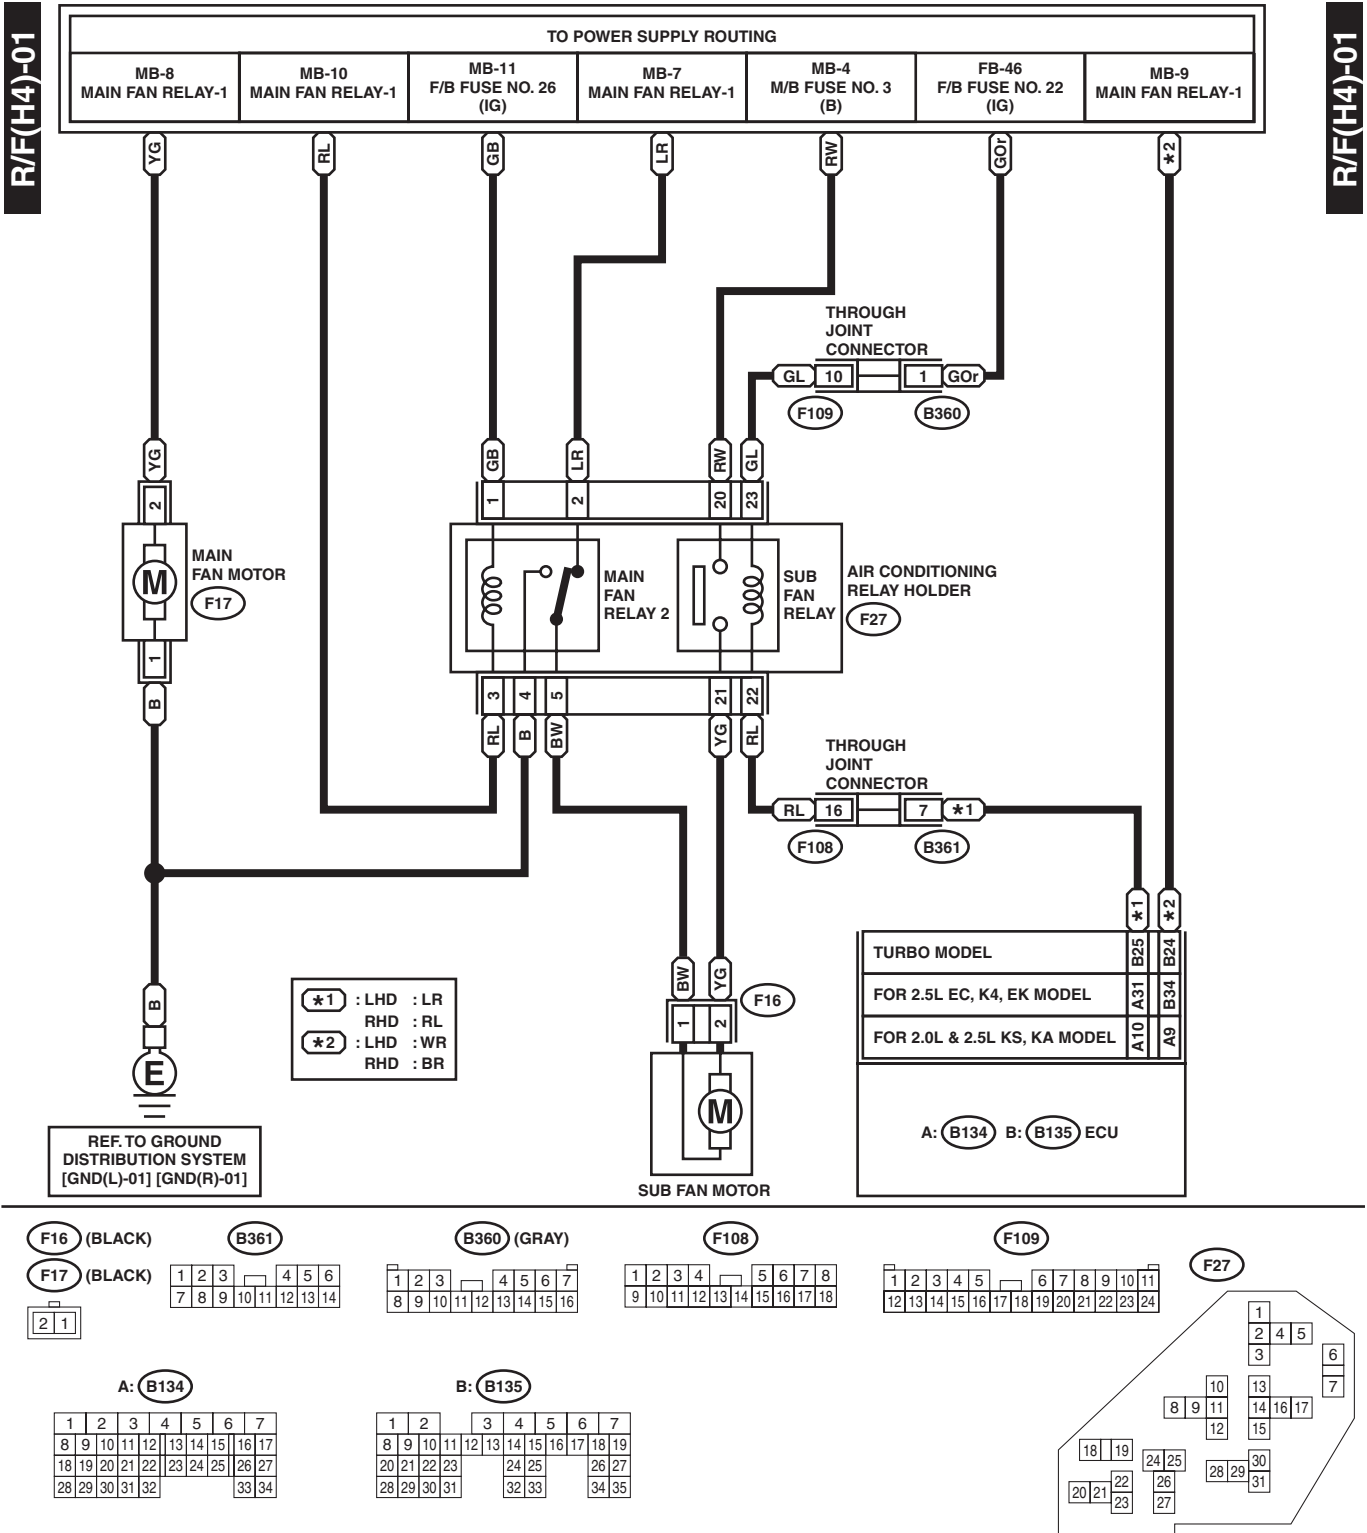 R/F(H4)-01
R/F(H4)-01
TO POWER SUPPLY ROUTING
MB-8
MAIN FAN RELAY-1
MB-10
MAIN FAN RELAY-1
MB-11
F/B FUSE NO. 26
(IG)
MB-7
MAIN FAN RELAY-1
MB-4
M/B FUSE NO. 3
(B)
FB-46
F/B FUSE NO. 22
(IG)
MB-9
MAIN FAN RELAY-1
YG RL GB LR RW GOr *2
THROUGH
JOINT
CONNECTOR
GL 10 1 GOr
F109 B360
YG GB LR RW GL
2 1 2 20 23
MAIN
FAN MOTOR
M
F17
MAIN
FAN
RELAY 2
SUB
FAN
RELAY
AIR CONDITIONING
RELAY HOLDER
F27
1 3 4 5 21 22
B RL B BW YG RL
THROUGH
JOINT
CONNECTOR
RL 16 7 *1
F108 B361
*1 *2
TURBO MODEL B25 B24
FOR 2.5L EC, K4, EK MODEL A31 B34
FOR 2.0L & 2.5L KS, KA MODEL A10 A9
A: B134 B: B135 ECU
BW YG
F16
1 2
M
SUB FAN MOTOR
*1 : LHD : LR
RHD : RL
*2 : LHD : WR
RHD : BR
B
E
REF. TO GROUND
DISTRIBUTION SYSTEM
[GND(L)-01] [GND(R)-01]
F16 (BLACK)
F17 (BLACK)
2 1
B361
1 2 3 4 5 6
7 8 9 10 11 12 13 14
B360 (GRAY)
1 2 3 4 5 6 7
8 9 10 11 12 13 14 15 16
F108
1 2 3 4 5 6 7 8
9 10 11 12 13 14 15 16 17 18
F109
1 2 3 4 5 6 7 8 9 10 11
12 13 14 15 16 17 18 19 20 21 22 23 24
F27
1
2 4 5
3 6
7
10 13
8 9 11 14 16 17
12 15
18 19
24 25 30
28 29 31
22 26
20 21
23 27
A: B134
1 2 3 4 5 6 7
8 9 10 11 12 13 14 15 16 17
18 19 20 21 22 23 24 25 26 27
28 29 30 31 32 33 34
B: B135
1 2 3 4 5 6 7
8 9 10 11 12 13 14 15 16 17 18 19
20 21 22 23 24 25 26 27
28 29 30 31 32 33 34 35